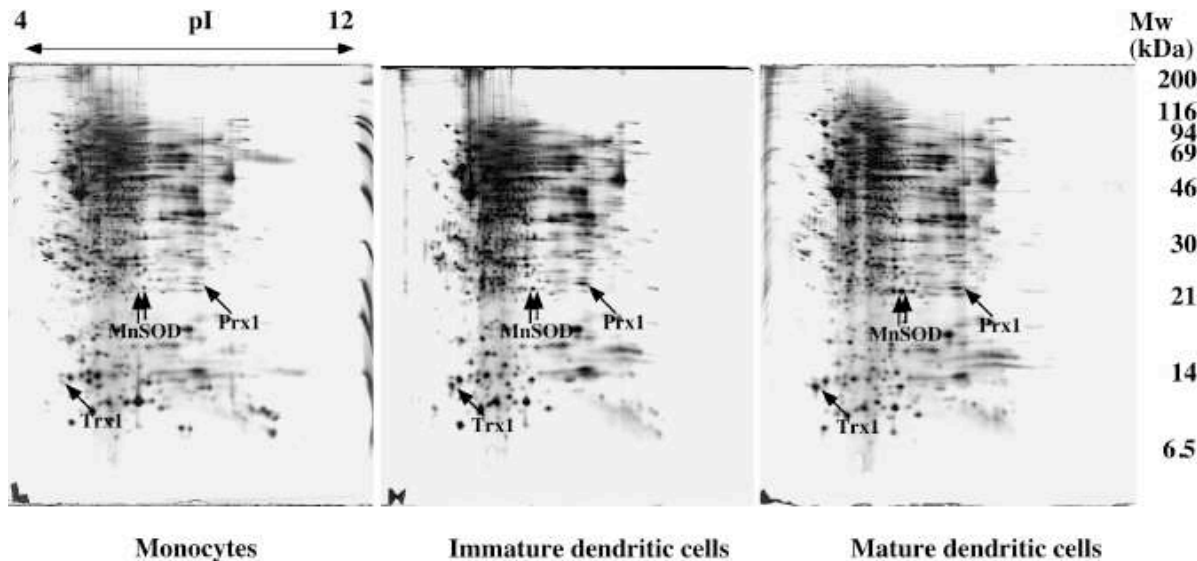 4 pI 12
Mw
(kDa)
200
116
94
69
46
30
21
14
6.5
MnSOD
Prx1
Trx1
MnSOD
Prx1
Trx1
MnSOD
Prx1
Trx1
Monocytes
Immature dendritic cells
Mature dendritic cells